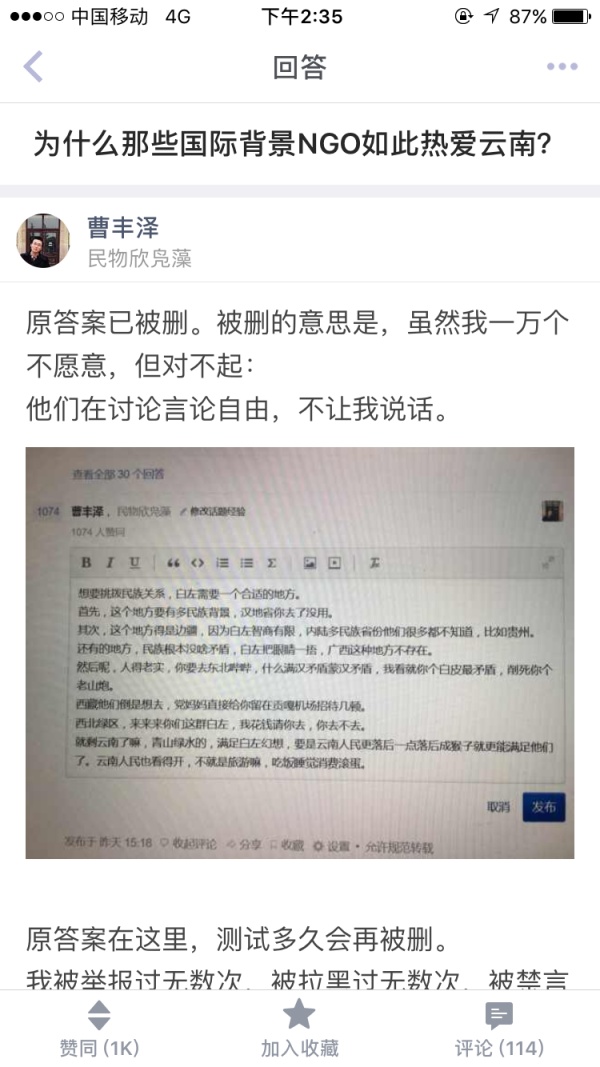 中国移动 4G 下午2:35 87%
回答
为什么那些国际背景NGO如此热爱云南?
曹丰泽
民物欣凫藻
原答案已被删。被删的意思是，虽然我一万个
不愿意，但对不起：
他们在讨论言论自由，不让我说话。
查看全部 30 个回答
1074 曹丰泽，民物欣凫藻 修改话题经验
1074 人赞同
B I U
想要挑拨民族关系，白左需要一个合适的地方。
首先，这个地方要有多民族背景，汉地省你去了没用。
其次，这个地方得是边疆，因为白左智商有限，内陆多民族省份他们很多都不知道，比如贵州。
还有的地方，民族根本没啥矛盾，白左把眼睛一捂，广西这种地方不存在。
然后呢，人得老实，你要去东北哔哔，什么满汉矛盾蒙汉矛盾，我看就你个白皮最矛盾，削死你个
老山炮。
西藏他们倒是想去，党妈妈直接给你留在贡嘎机场招待几顿。
西北绿区，来来来你们这群白左，我花钱请你去，你去不去。
就剩云南了嘛，青山绿水的，满足白左幻想，要是云南人民更落后一点落后成猴子就更能满足他们
了。云南人民也看得开，不就是旅游嘛，吃饭睡觉消费滚蛋。
取消 发布
发布于 昨天 15:18 收起评论 分享 收藏 设置 • 允许规范转载
原答案在这里，测试多久会再被删。
我被举报过无数次，被拉黑过无数次，被禁言
赞同 (1K) 加入收藏 评论 (114)